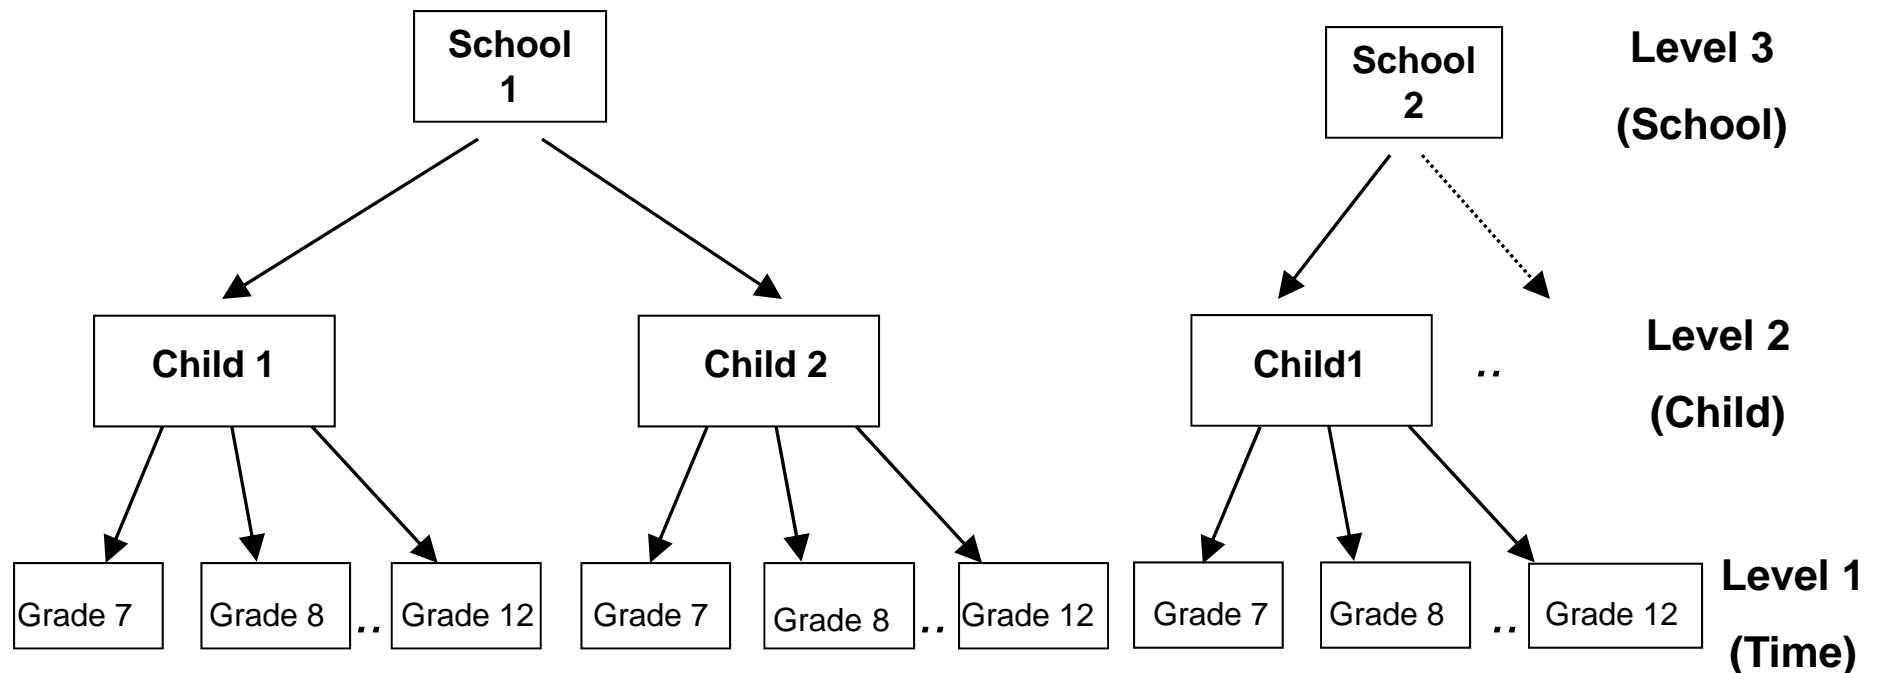 School
1
School
2
Level 3
(School)
Child 1
Child 2
Child1
..
Level 2
(Child)
Grade 7
Grade 8
..
Grade 12
Grade 7
Grade 8
..
Grade 12
Grade 7
Grade 8
..
Grade 12
Level 1
(Time)